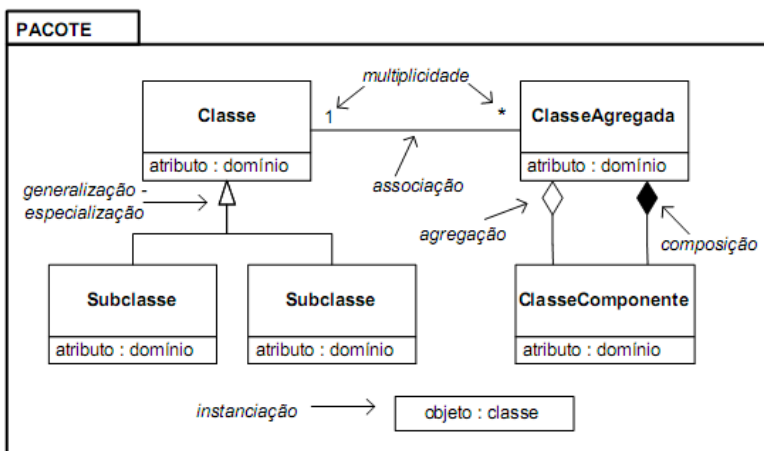 PACOTE
multiplicidade
Classe
1
*
ClasseAgregada
atributo : domínio
associação
atributo : domínio
generalização -
especialização
agregação
composição
Subclasse
Subclasse
ClasseComponente
atributo : domínio
atributo : domínio
atributo : domínio
instanciação
objeto : classe